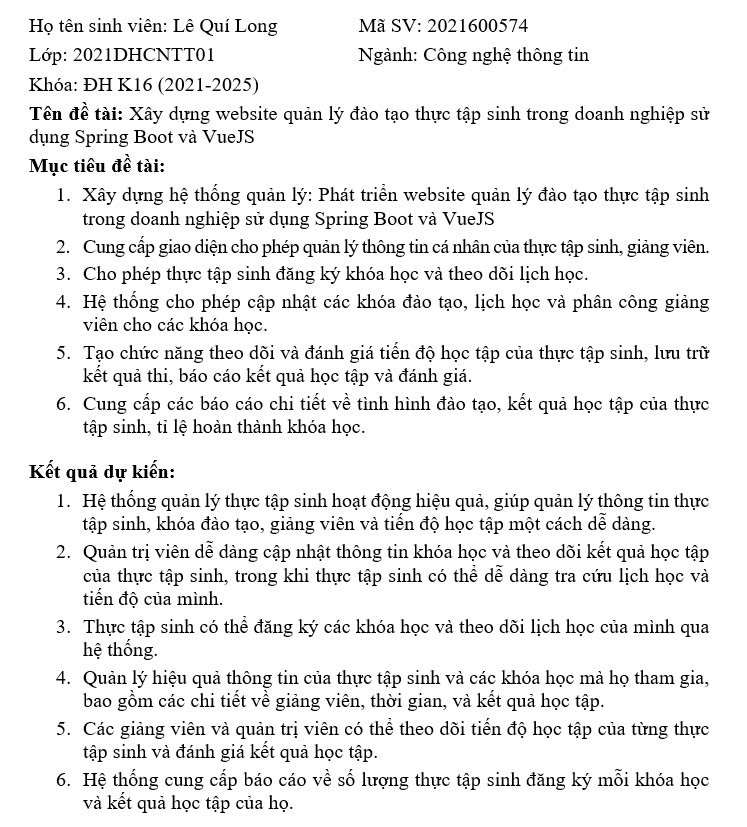 Họ tên sinh viên: Lê Quí Long Mã SV: 2021600574
Lớp: 2021DHCNTT01 Ngành: Công nghệ thông tin
Khóa: ĐH K16 (2021-2025)
Tên đề tài: Xây dựng website quản lý đào tạo thực tập sinh trong doanh nghiệp sử
dụng Spring Boot và VueJS
Mục tiêu đề tài:
1. Xây dựng hệ thống quản lý: Phát triển website quản lý đào tạo thực tập sinh
trong doanh nghiệp sử dụng Spring Boot và VueJS
2. Cung cấp giao diện cho phép quản lý thông tin cá nhân của thực tập sinh, giảng viên.
3. Cho phép thực tập sinh đăng ký khóa học và theo dõi lịch học.
4. Hệ thống cho phép cập nhật các khóa đào tạo, lịch học và phân công giảng
viên cho các khóa học.
5. Tạo chức năng theo dõi và đánh giá tiến độ học tập của thực tập sinh, lưu trữ
kết quả thi, báo cáo kết quả học tập và đánh giá.
6. Cung cấp các báo cáo chi tiết về tình hình đào tạo, kết quả học tập của thực
tập sinh, tỉ lệ hoàn thành khóa học.
Kết quả dự kiến:
1. Hệ thống quản lý thực tập sinh hoạt động hiệu quả, giúp quản lý thông tin thực
tập sinh, khóa đào tạo, giảng viên và tiến độ học tập một cách dễ dàng.
2. Quản trị viên dễ dàng cập nhật thông tin khóa học và theo dõi kết quả học tập
của thực tập sinh, trong khi thực tập sinh có thể dễ dàng tra cứu lịch học và
tiến độ của mình.
3. Thực tập sinh có thể đăng ký các khóa học và theo dõi lịch học của mình qua
hệ thống.
4. Quản lý hiệu quả thông tin của thực tập sinh và các khóa học mà họ tham gia,
bao gồm các chi tiết về giảng viên, thời gian, và kết quả học tập.
5. Các giảng viên và quản trị viên có thể theo dõi tiến độ học tập của từng thực
tập sinh và đánh giá kết quả học tập.
6. Hệ thống cung cấp báo cáo về số lượng thực tập sinh đăng ký mỗi khóa học
và kết quả học tập của họ.